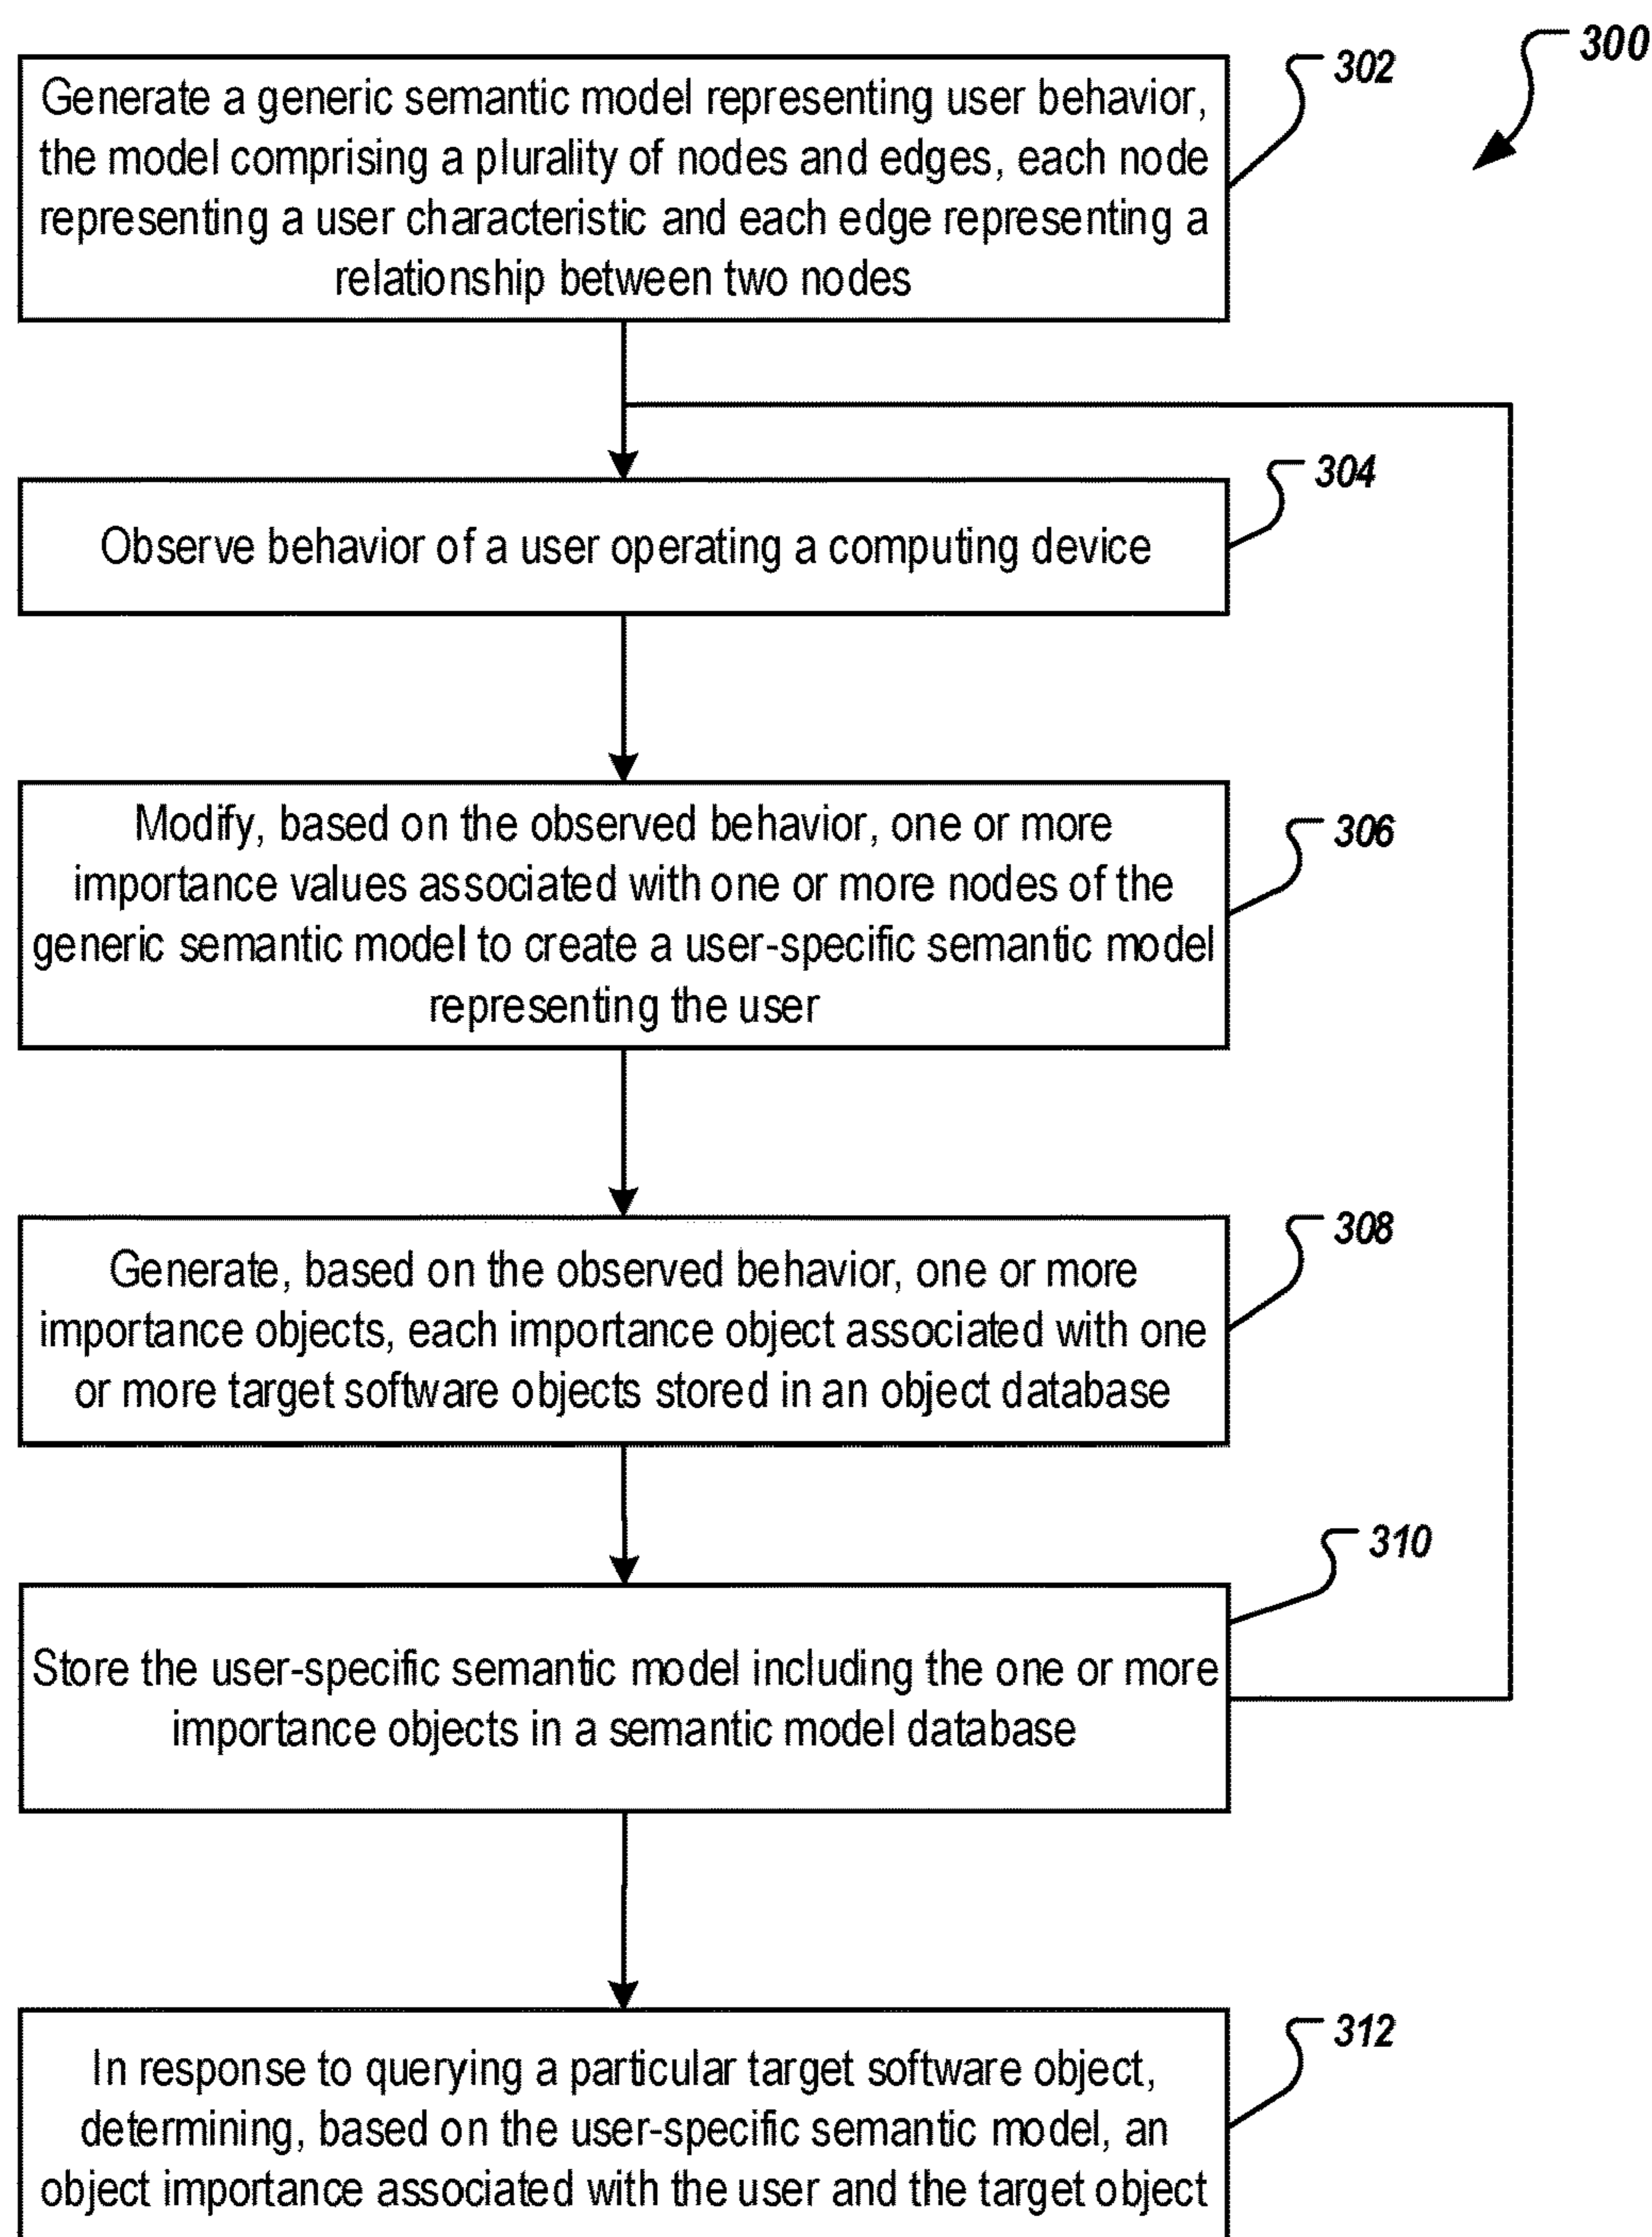 300
302
Generate a generic semantic model representing user behavior,
the model comprising a plurality of nodes and edges, each node
representing a user characteristic and each edge representing a
relationship between two nodes
304
Observe behavior of a user operating a computing device
306
Modify, based on the observed behavior, one or more
importance values associated with one or more nodes of the
generic semantic model to create a user-specific semantic model
representing the user
308
Generate, based on the observed behavior, one or more
importance objects, each importance object associated with one
or more target software objects stored in an object database
310
Store the user-specific semantic model including the one or more
importance objects in a semantic model database
312
In response to querying a particular target software object,
determining, based on the user-specific semantic model, an
object importance associated with the user and the target object